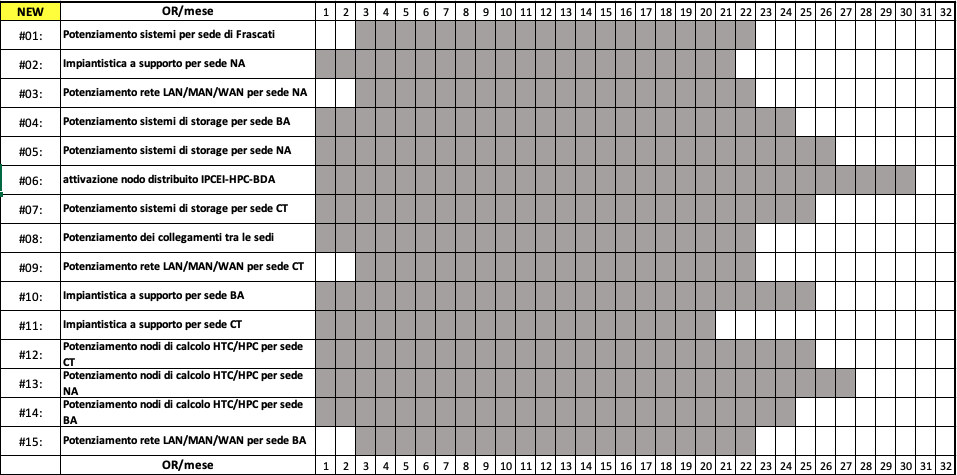 NEW OR/mese 1 2 3 4 5 6 7 8 9 10 11 12 13 14 15 16 17 18 19 20 21 22 23 24 25 26 27 28 29 30 31 32
#01: Potenziamento sistemi per sede di Frascati
#02: Impiantistica a supporto per sede NA
#03: Potenziamento rete LAN/MAN/WAN per sede NA
#04: Potenziamento sistemi di storage per sede BA
#05: Potenziamento sistemi di storage per sede NA
#06: attivazione nodo distribuito IPCEI-HPC-BDA
#07: Potenziamento sistemi di storage per sede CT
#08: Potenziamento dei collegamenti tra le sedi
#09: Potenziamento rete LAN/MAN/WAN per sede CT
#10: Impiantistica a supporto per sede BA
#11: Impiantistica a supporto per sede CT
#12: Potenziamento nodi di calcolo HTC/HPC per sede
CT
#13: Potenziamento nodi di calcolo HTC/HPC per sede
NA
#14: Potenziamento nodi di calcolo HTC/HPC per sede
BA
#15: Potenziamento rete LAN/MAN/WAN per sede BA
OR/mese 1 2 3 4 5 6 7 8 9 10 11 12 13 14 15 16 17 18 19 20 21 22 23 24 25 26 27 28 29 30 31 32